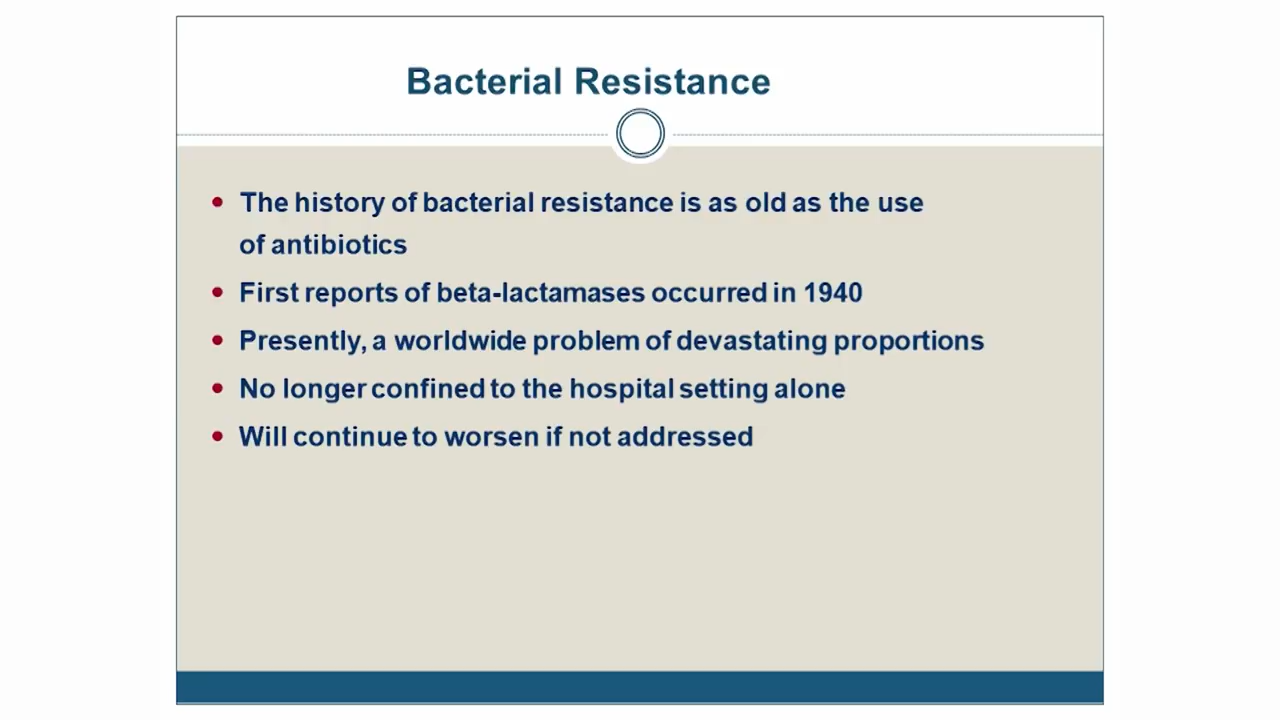 Bacterial Resistance
• The history of bacterial resistance is as old as the use
of antibiotics
• First reports of beta-lactamases occurred in 1940
• Presently, a worldwide problem of devastating proportions
• No longer confined to the hospital setting alone
• Will continue to worsen if not addressed